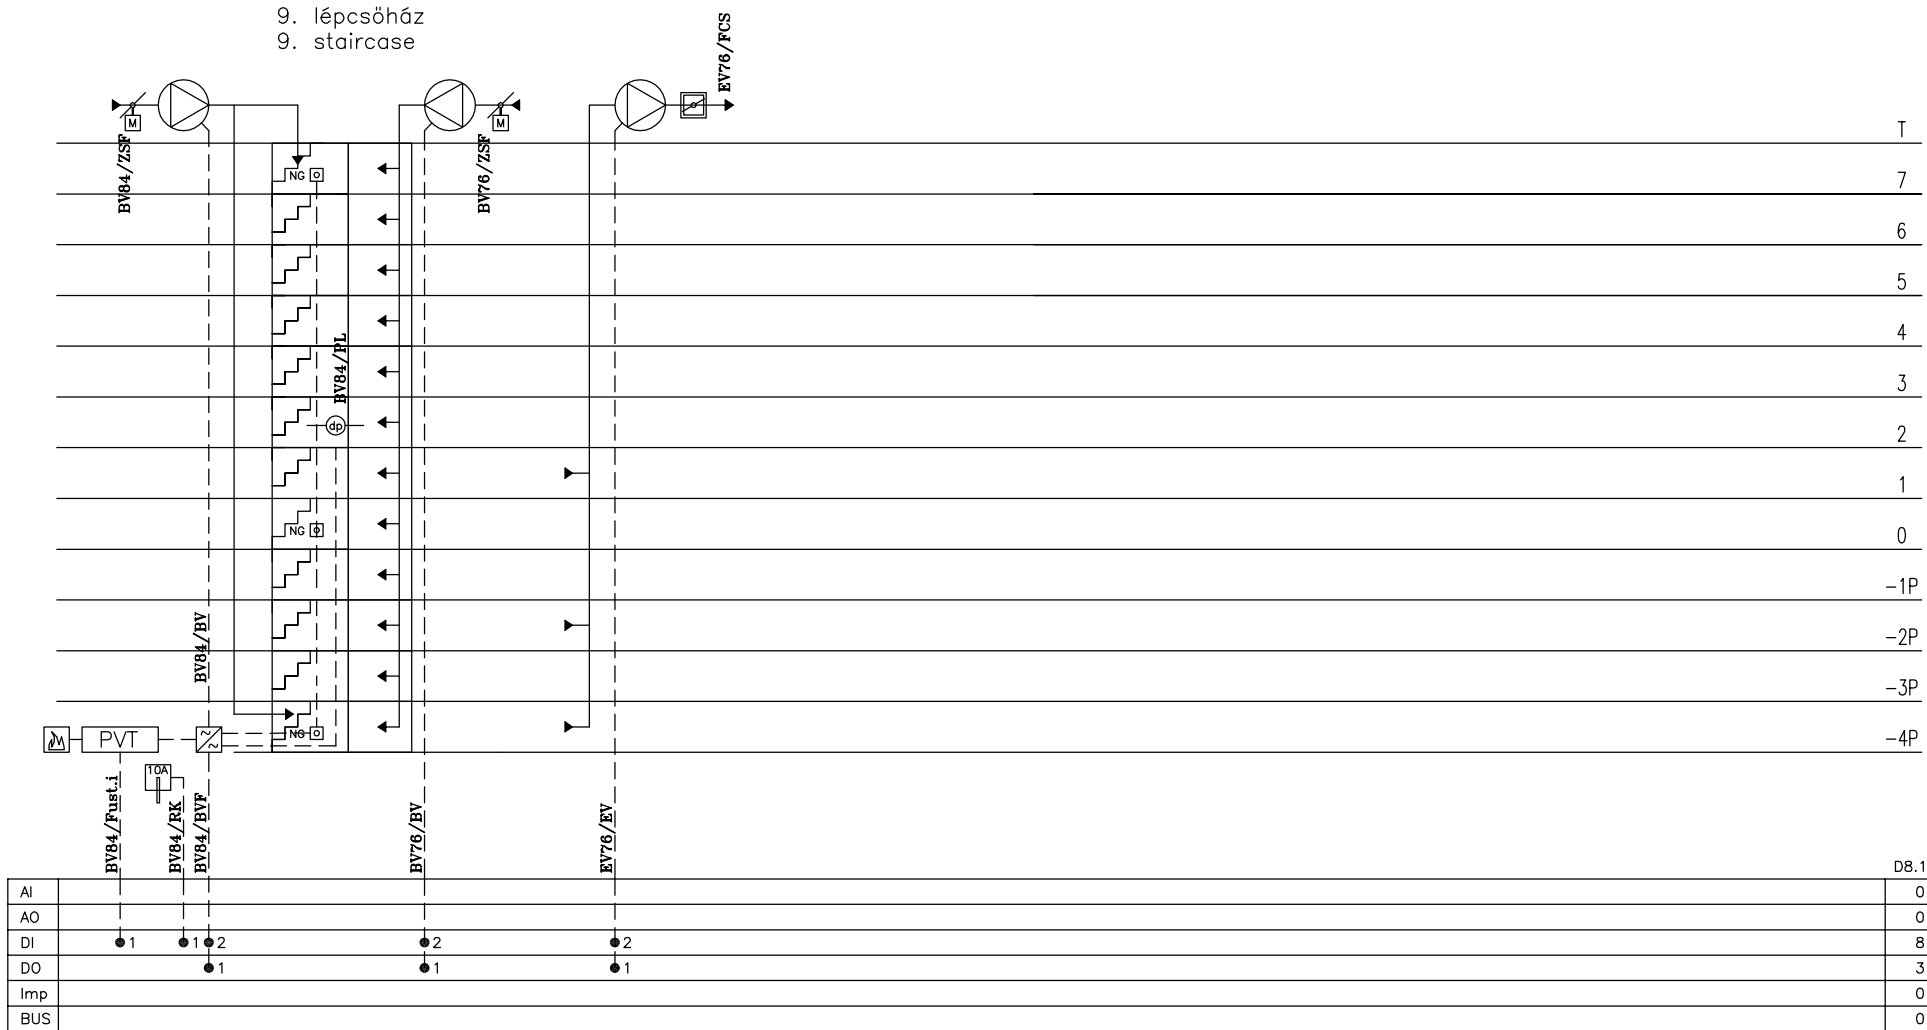 9. lépcsöház
9. staircase
EV76/FCS
M
M
BV84/ZSF
BV76/ZSF
T
NG
7
6
5
4
BV84/PL
3
dp
2
1
NG
0
-1P
BV84/BV
-2P
-3P
NG
PVT
-4P
10A
BV84/Fust.i
BV84/RK
BV84/BVF
BV76/BV
EV76/EV
D8.1
AI 0
AO 0
DI 1 1 2 2 2 8
DO 1 1 1 3
Imp 0
BUS 0